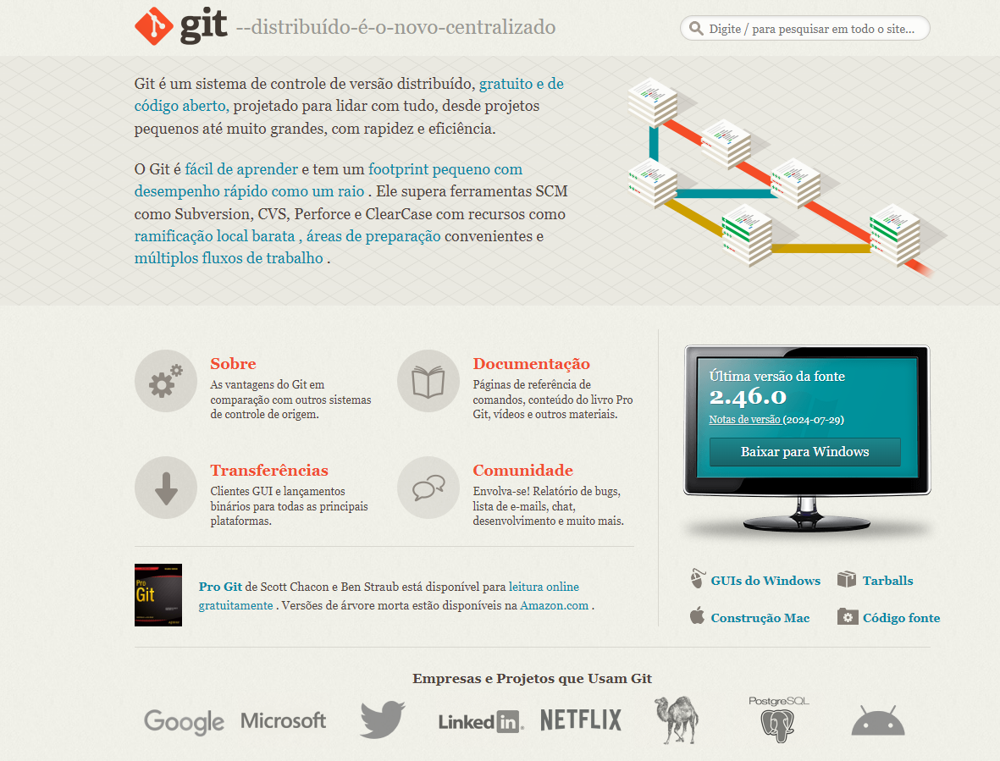 git --distribuído-é-o-novo-centralizado
Digite / para pesquisar em todo o site...
Git é um sistema de controle de versão distribuído, gratuito e de
código aberto, projetado para lidar com tudo, desde projetos
pequenos até muito grandes, com rapidez e eficiência.
O Git é fácil de aprender e tem um footprint pequeno com
desempenho rápido como um raio . Ele supera ferramentas SCM
como Subversion, CVS, Perforce e ClearCase com recursos como
ramificação local barata , áreas de preparação convenientes e
múltiplos fluxos de trabalho .
Sobre
As vantagens do Git em
comparação com outros sistemas
de controle de origem.
Documentação
Páginas de referência de
comandos, conteúdo do livro Pro
Git, vídeos e outros materiais.
Transferências
Clientes GUI e lançamentos
binários para todas as principais
plataformas.
Comunidade
Envolva-se! Relatório de bugs,
lista de e-mails, chat,
desenvolvimento e muito mais.
Última versão da fonte
2.46.0
Notas de versão (2024-07-29)
Baixar para Windows
GUIs do Windows
Tarballs
Construção Mac
Código fonte
Pro
Git
Pro Git de Scott Chacon e Ben Straub está disponível para leitura online
gratuitamente . Versões de árvore morta estão disponíveis na Amazon.com .
Empresas e Projetos que Usam Git
Google
Microsoft
Linked in
NETFLIX
PostgreSQL